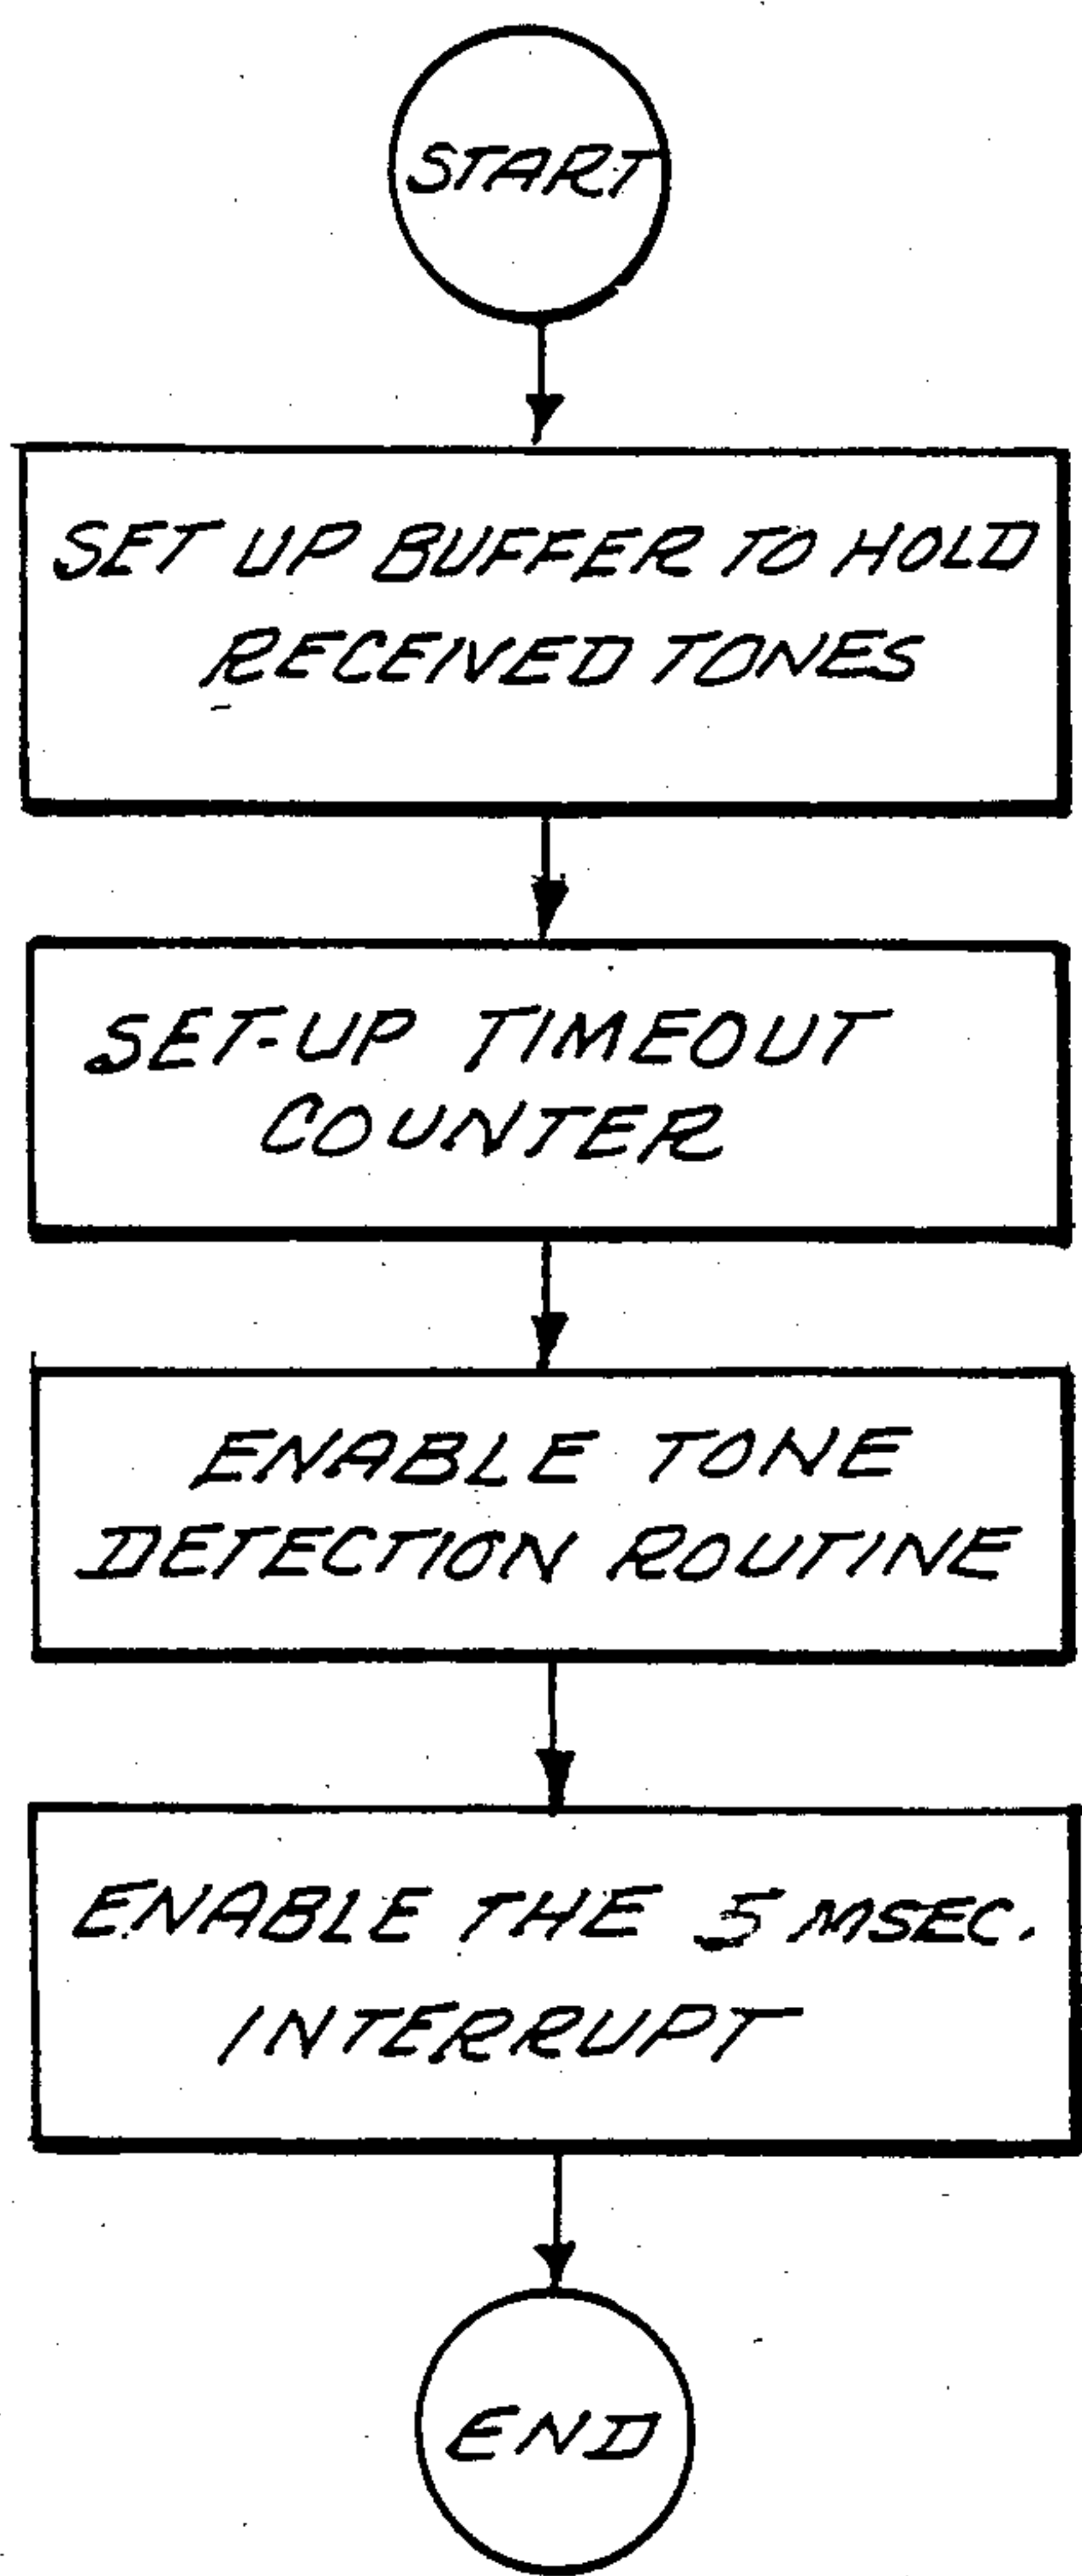 START
SET UP BUFFER TO HOLD
RECEIVED TONES
SET-UP TIMEOUT
COUNTER
ENABLE TONE
DETECTION ROUTINE
ENABLE THE 5 MSEC.
INTERRUPT
END